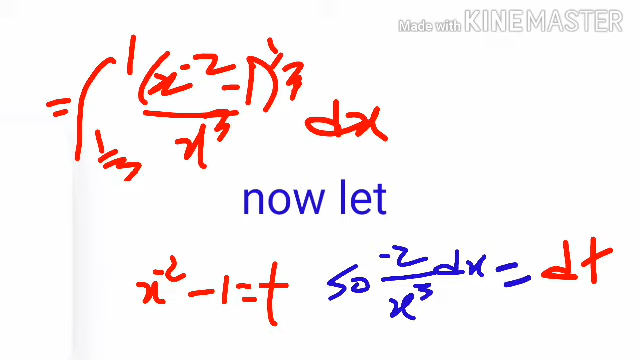 Made with KINEMASTER
= ∫_{1/3}^{1} (x^{-2} - 1)^{1/3} / x^3 dx
now let
x^{-2} - 1 = t so -2/x^3 dx = dt